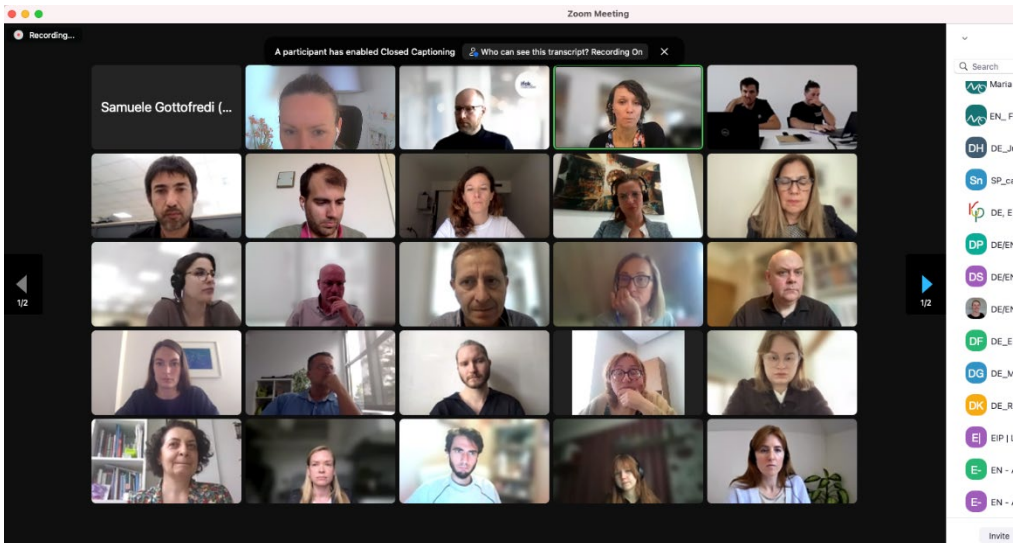 Zoom Meeting
Recording...
A participant has enabled Closed Captioning
Who can see this transcript? Recording On
Samuele Gottofredi (...
1/2
1/2
Search
Maria
EN_ F
DH DE_J
Sn SP_ca
DE, E
DP DE/EN
DS DE/EN
DE/EN
DF DE_E
DG DE_M
DK DE_R
E| EIP | L
E- EN - A
E- EN - A
Invite